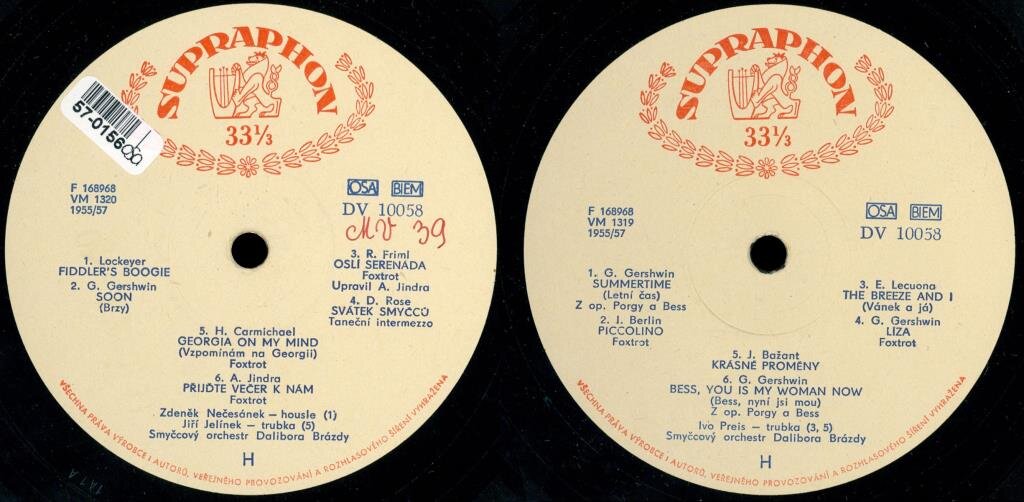 SUPRAPHON
33⅓
57-0156080
F 168968
VM 1320
1955/57
OSA BIEM
DV 10058
MV 39
1. Lockeyer
FIDDLER'S BOOGIE
2. G. Gershwin
SOON
(Brzy)
3. R. Friml
OSLÍ SERENÁDA
Foxtrot
Upravil A. Jindra
4. D. Rose
SVÁTEK SMYČCŮ
Taneční intermezzo
5. H. Carmichael
GEORGIA ON MY MIND
(Vzpomínám na Georgii)
Foxtrot
6. A. Jindra
PŘIJĎTE VEČER K NÁM
Foxtrot
Zdeněk Nečesánek – housle (1)
Jiří Jelínek – trubka (5)
Smyčcový orchestr Dalibora Brázdy
H
VŠECHNA PRÁVA VÝROBCE I AUTORŮ, VEŘEJNÉHO PROVOZOVÁNÍ A ROZHLASOVÉHO ŠÍŘENÍ VYHRAŽENA
SUPRAPHON
33⅓
F 168968
VM 1319
1955/57
OSA BIEM
DV 10058
1. G. Gershwin
SUMMERTIME
(Letní čas)
Z op. Porgy a Bess
2. J. Berlin
PICCOLINO
Foxtrot
3. E. Lecuona
THE BREEZE AND I
(Vánek a já)
4. G. Gershwin
LÍZA
Foxtrot
5. J. Bažant
KRÁSNÉ PROMĚNY
6. G. Gershwin
BESS, YOU IS MY WOMAN NOW
(Bess, nyní jsi mou)
Z op. Porgy a Bess
Ivo Preis – trubka (3, 5)
Smyčcový orchestr Dalibora Brázdy
H
VŠECHNA PRÁVA VÝROBCE I AUTORŮ, VEŘEJNÉHO PROVOZOVÁNÍ A ROZHLASOVÉHO ŠÍŘENÍ VYHRAŽENA